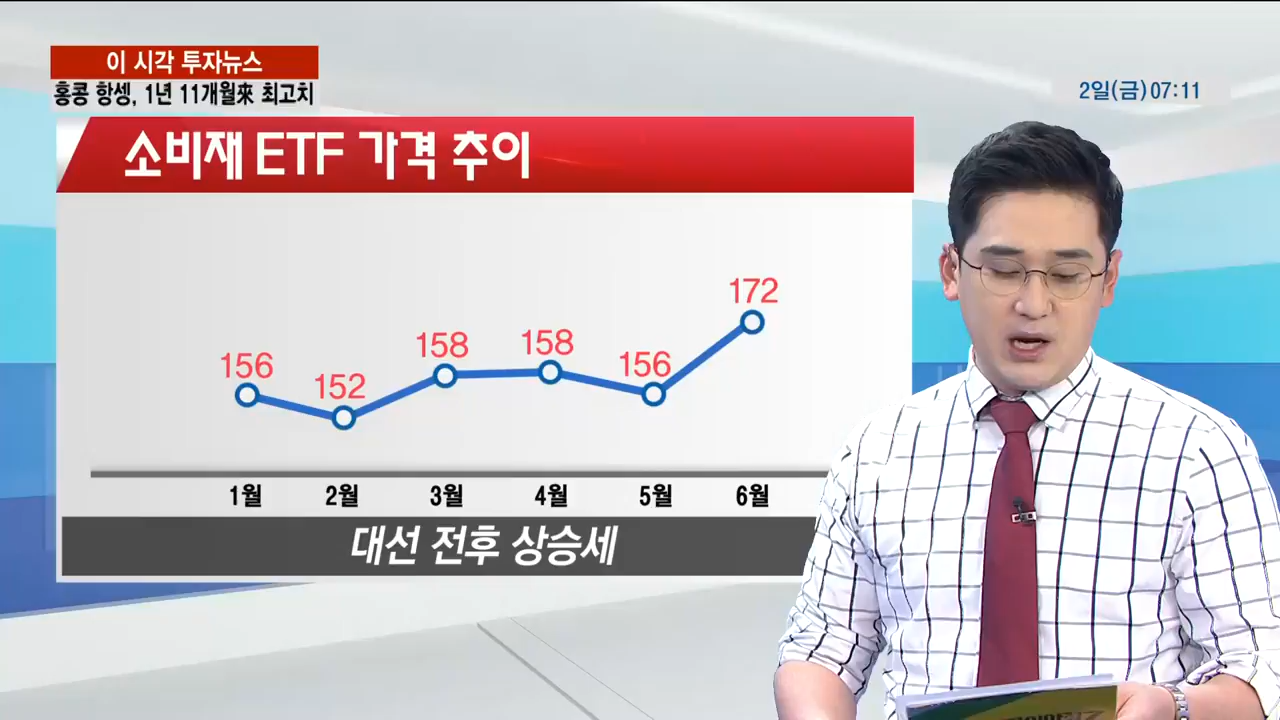 이 시각 투자뉴스
홍콩 항셍, 1년 11개월來 최고치
2일(금) 07:11
소비재 ETF 가격 추이
156
152
158
158
156
172
1월
2월
3월
4월
5월
6월
대선 전후 상승세